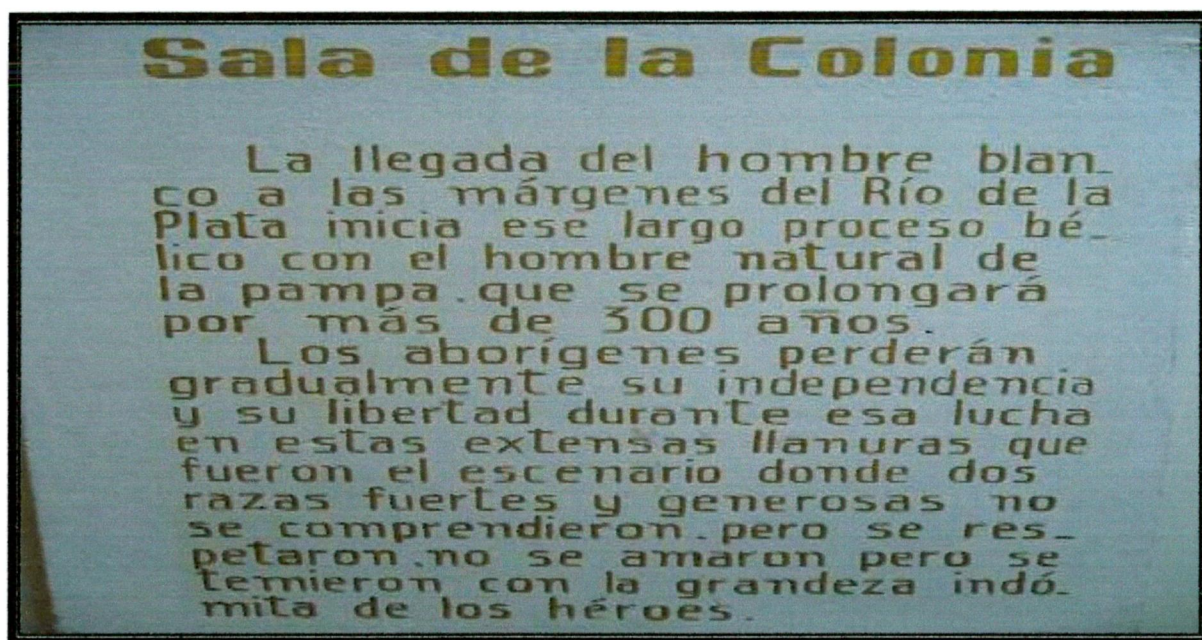 Sala de la Colonia
La llegada del hombre blan_
co a las márgenes del Río de la
Plata inicia ese largo proceso bé_
lico con el hombre natural de
la pampa.que se prolongará
por más de 300 años.
Los aborígenes perderán
gradualmente su independencia
y su libertad durante esa lucha
en estas extensas llanuras que
fueron el escenario donde dos
razas fuertes y generosas no
se comprendieron.pero se res_
petaron.no se amaron pero se
temieron con la grandeza indó_
mita de los héroes.